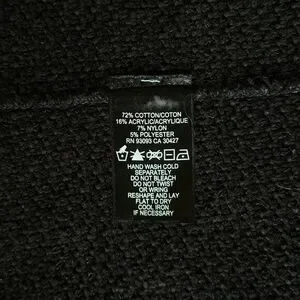 72% COTTON/COTON
16% ACRYLIC/ACRYLIQUE
7% NYLON
5% POLYESTER
RN 93093 CA 30427
HAND WASH COLD
SEPARATELY
DO NOT BLEACH
DO NOT TWIST
OR WRING
RESHAPE AND LAY
FLAT TO DRY
COOL IRON
IF NECESSARY